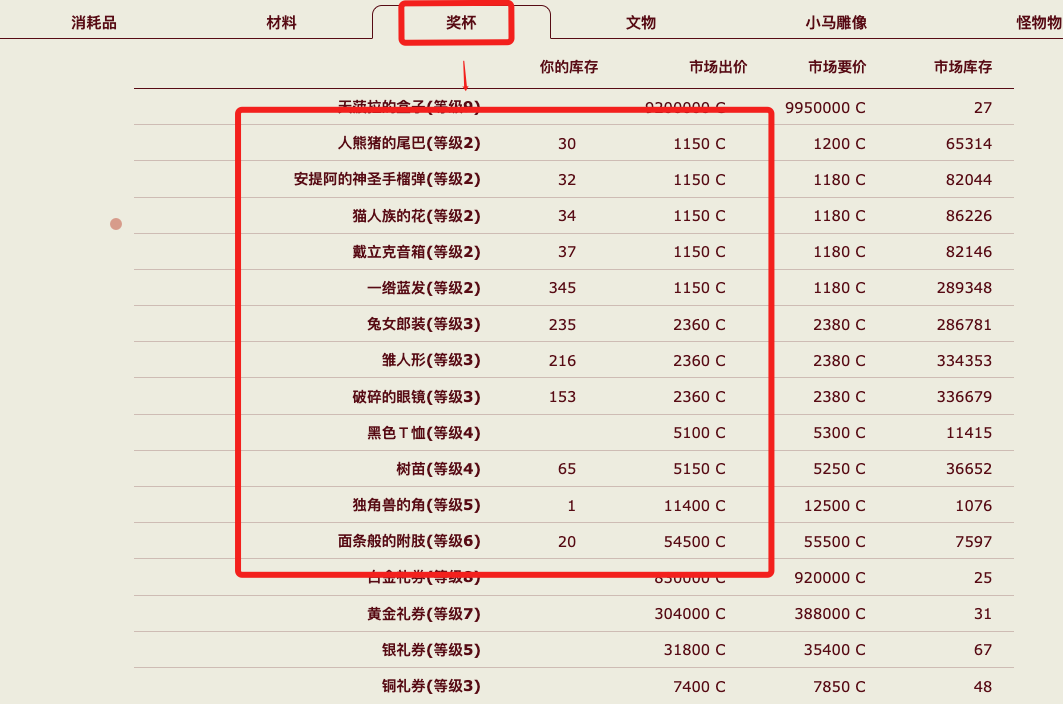 消耗品 材料 奖杯 文物 小马雕像 怪物物
你的库存 市场出价 市场要价 市场库存
天菠拉的盒子(等级9) 9200000 C 9950000 C 27
人熊猪的尾巴(等级2) 30 1150 C 1200 C 65314
安提阿的神圣手榴弹(等级2) 32 1150 C 1180 C 82044
猫人族的花(等级2) 34 1150 C 1180 C 86226
戴立克音箱(等级2) 37 1150 C 1180 C 82146
一绺蓝发(等级2) 345 1150 C 1180 C 289348
兔女郎装(等级3) 235 2360 C 2380 C 286781
雏人形(等级3) 216 2360 C 2380 C 334353
破碎的眼镜(等级3) 153 2360 C 2380 C 336679
黑色Ｔ恤(等级4) 5100 C 5300 C 11415
树苗(等级4) 65 5150 C 5250 C 36652
独角兽的角(等级5) 1 11400 C 12500 C 1076
面条般的附肢(等级6) 20 54500 C 55500 C 7597
白金礼券(等级8) 830000 C 920000 C 25
黄金礼券(等级7) 304000 C 388000 C 31
银礼券(等级5) 31800 C 35400 C 67
铜礼券(等级3) 7400 C 7850 C 48